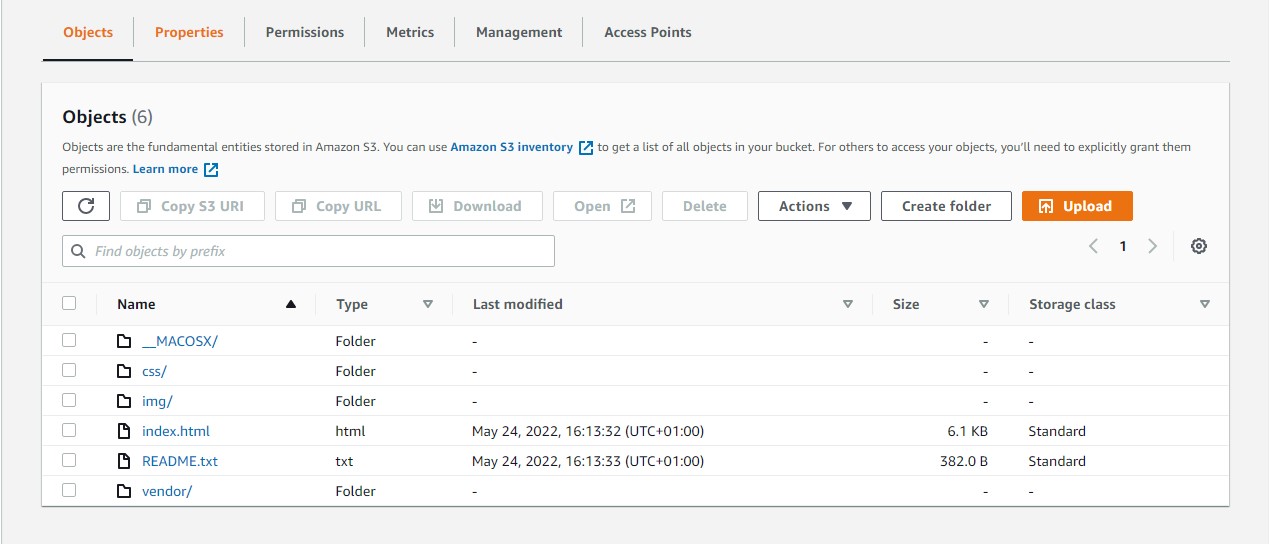 Objects Properties Permissions Metrics Management Access Points
Objects (6)
Objects are the fundamental entities stored in Amazon S3. You can use Amazon S3 inventory to get a list of all objects in your bucket. For others to access your objects, you'll need to explicitly grant them
permissions. Learn more
Copy S3 URI Copy URL Download Open Delete Actions Create folder Upload
Find objects by prefix 1
Name Type Last modified Size Storage class
__MACOSX/ Folder - - -
css/ Folder - - -
img/ Folder - - -
index.html html May 24, 2022, 16:13:32 (UTC+01:00) 6.1 KB Standard
README.txt txt May 24, 2022, 16:13:33 (UTC+01:00) 382.0 B Standard
vendor/ Folder - - -